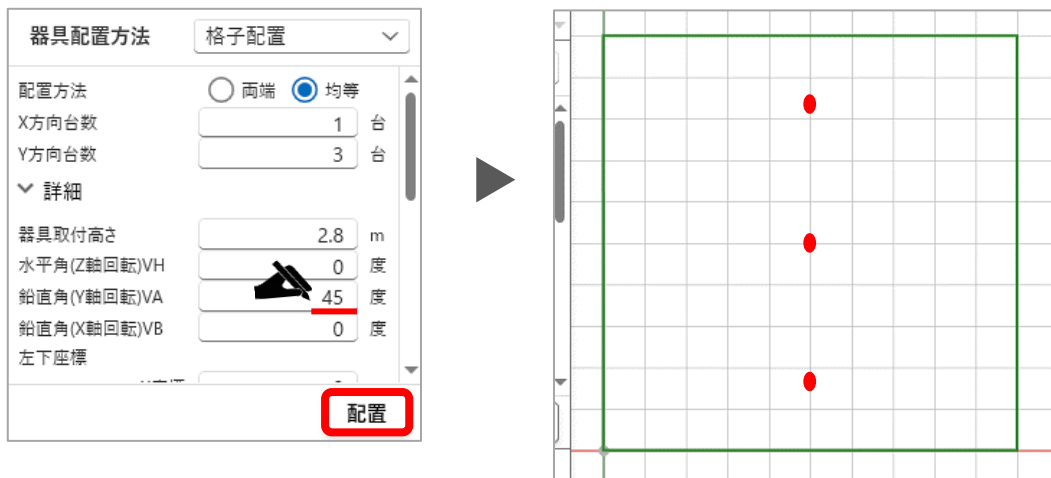 器具配置方法 格子配置
配置方法 両端 均等
X方向台数 1 台
Y方向台数 3 台
詳細
器具取付高さ 2.8 m
水平角(Z軸回転)VH 0 度
鉛直角(Y軸回転)VA 45 度
鉛直角(X軸回転)VB 0 度
左下座標
配置